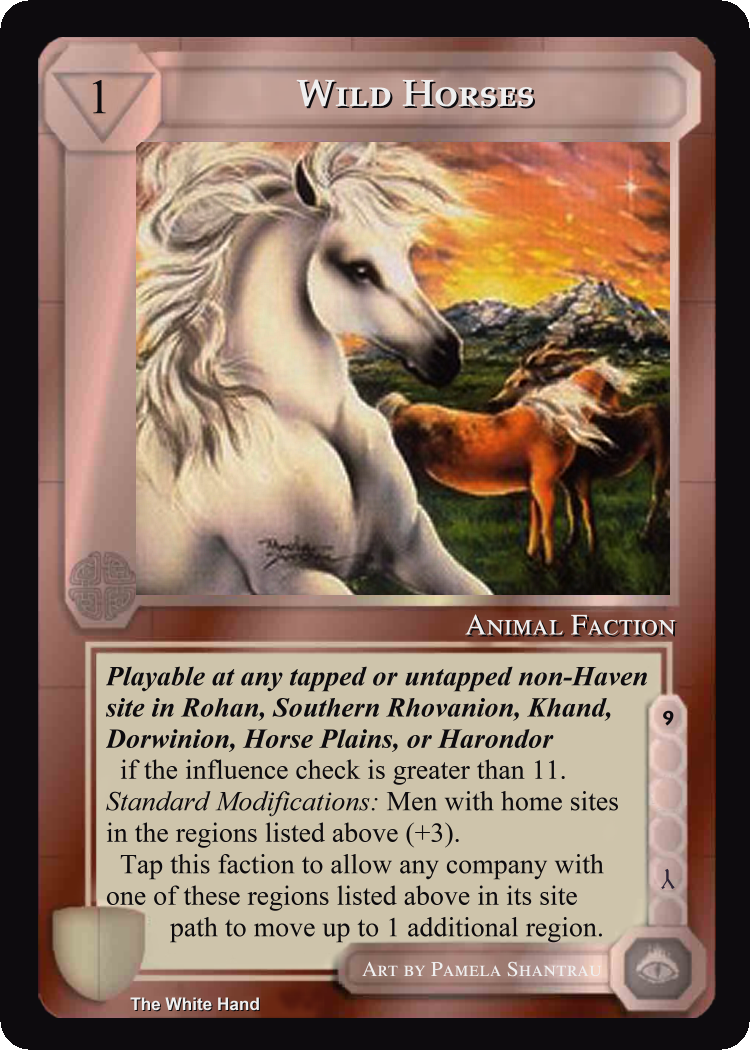 1
WILD HORSES
ANIMAL FACTION
Playable at any tapped or untapped non-Haven
site in Rohan, Southern Rhovanion, Khand,
Dorwinion, Horse Plains, or Harondor
if the influence check is greater than 11.
Standard Modifications: Men with home sites
in the regions listed above (+3).
Tap this faction to allow any company with
one of these regions listed above in its site
path to move up to 1 additional region.
9
ART BY PAMELA SHANTRAU
The White Hand